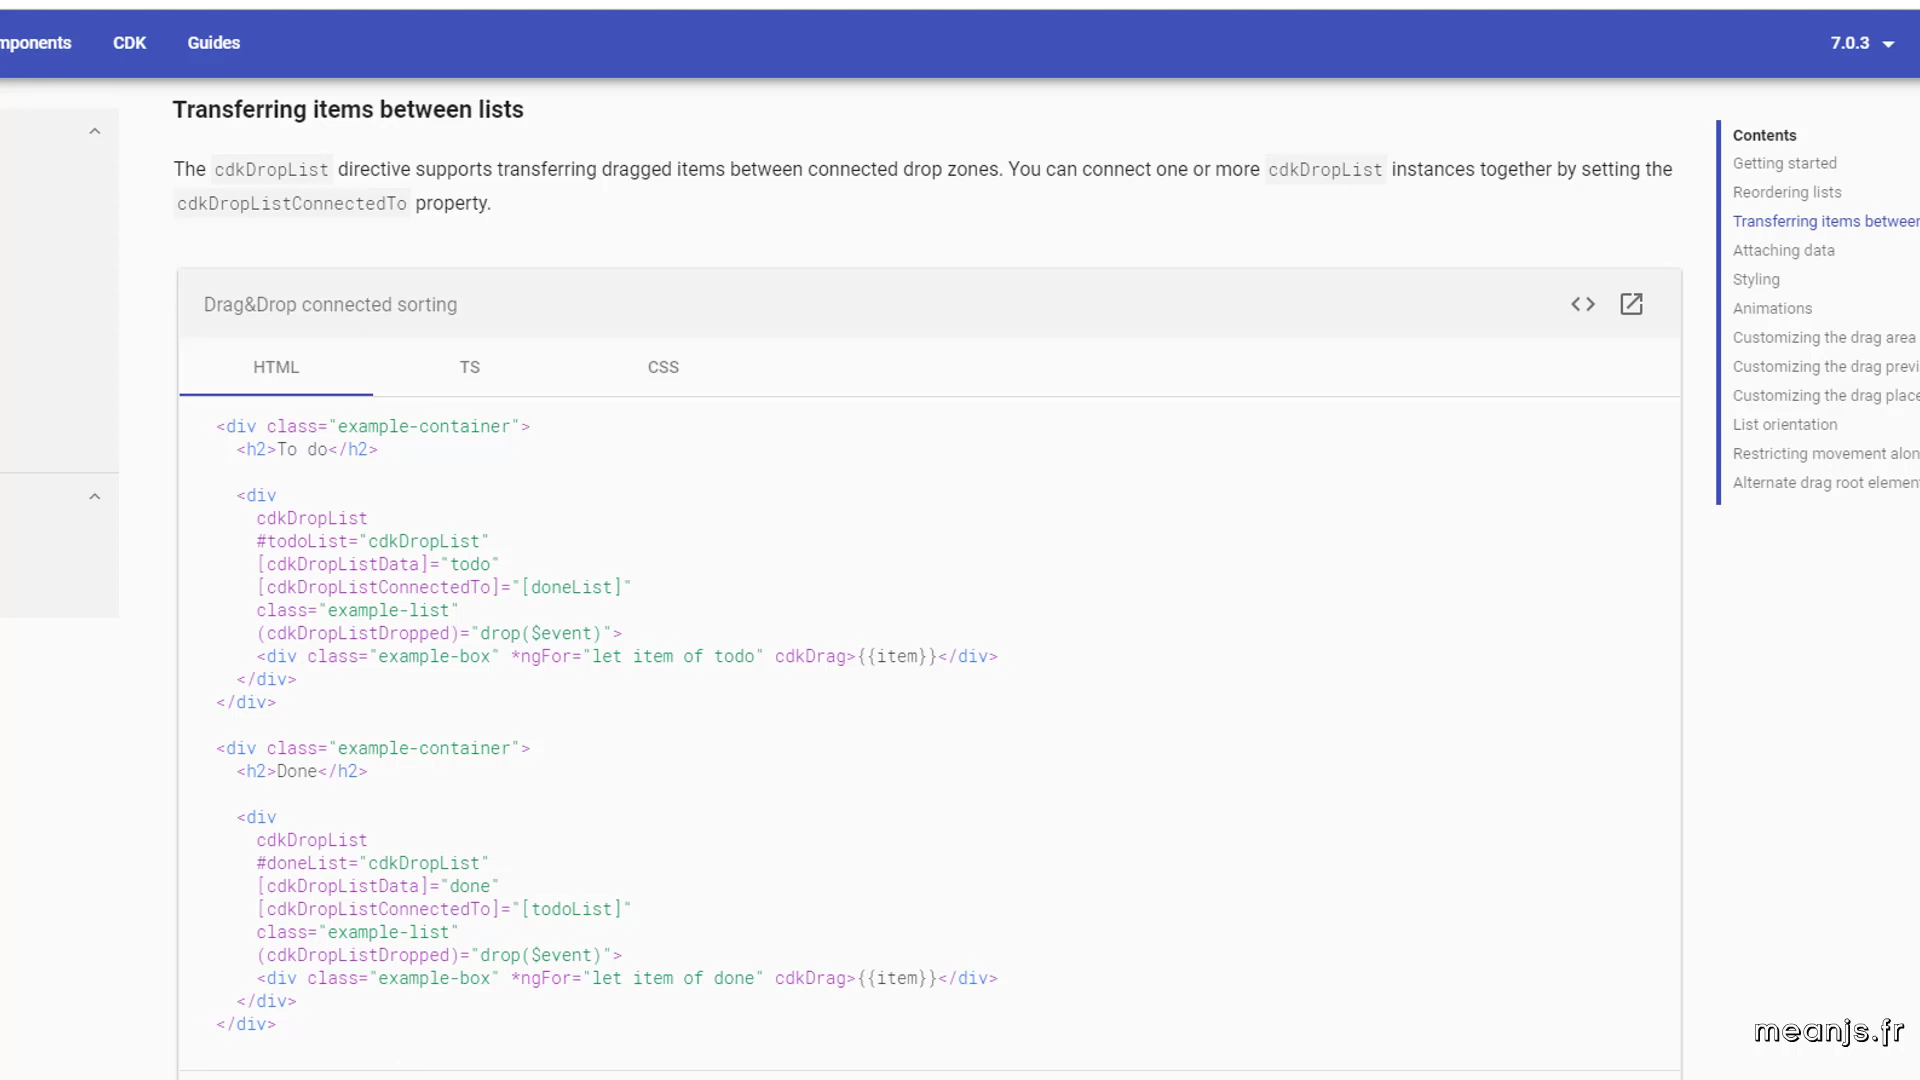 mponents CDK Guides 7.0.3
Transferring items between lists
The cdkDropList directive supports transferring dragged items between connected drop zones. You can connect one or more cdkDropList instances together by setting the
cdkDropListConnectedTo property.
Drag&Drop connected sorting
HTML TS CSS
<div class="example-container">
<h2>To do</h2>
<div
cdkDropList
#todoList="cdkDropList"
[cdkDropListData]="todo"
[cdkDropListConnectedTo]="[doneList]"
class="example-list"
(cdkDropListDropped)="drop($event)">
<div class="example-box" *ngFor="let item of todo" cdkDrag>{{item}}</div>
</div>
</div>
<div class="example-container">
<h2>Done</h2>
<div
cdkDropList
#doneList="cdkDropList"
[cdkDropListData]="done"
[cdkDropListConnectedTo]="[todoList]"
class="example-list"
(cdkDropListDropped)="drop($event)">
<div class="example-box" *ngFor="let item of done" cdkDrag>{{item}}</div>
</div>
</div>
Contents
Getting started
Reordering lists
Transferring items between
Attaching data
Styling
Animations
Customizing the drag area
Customizing the drag previ
Customizing the drag place
List orientation
Restricting movement alon
Alternate drag root elemen
meanjs.fr